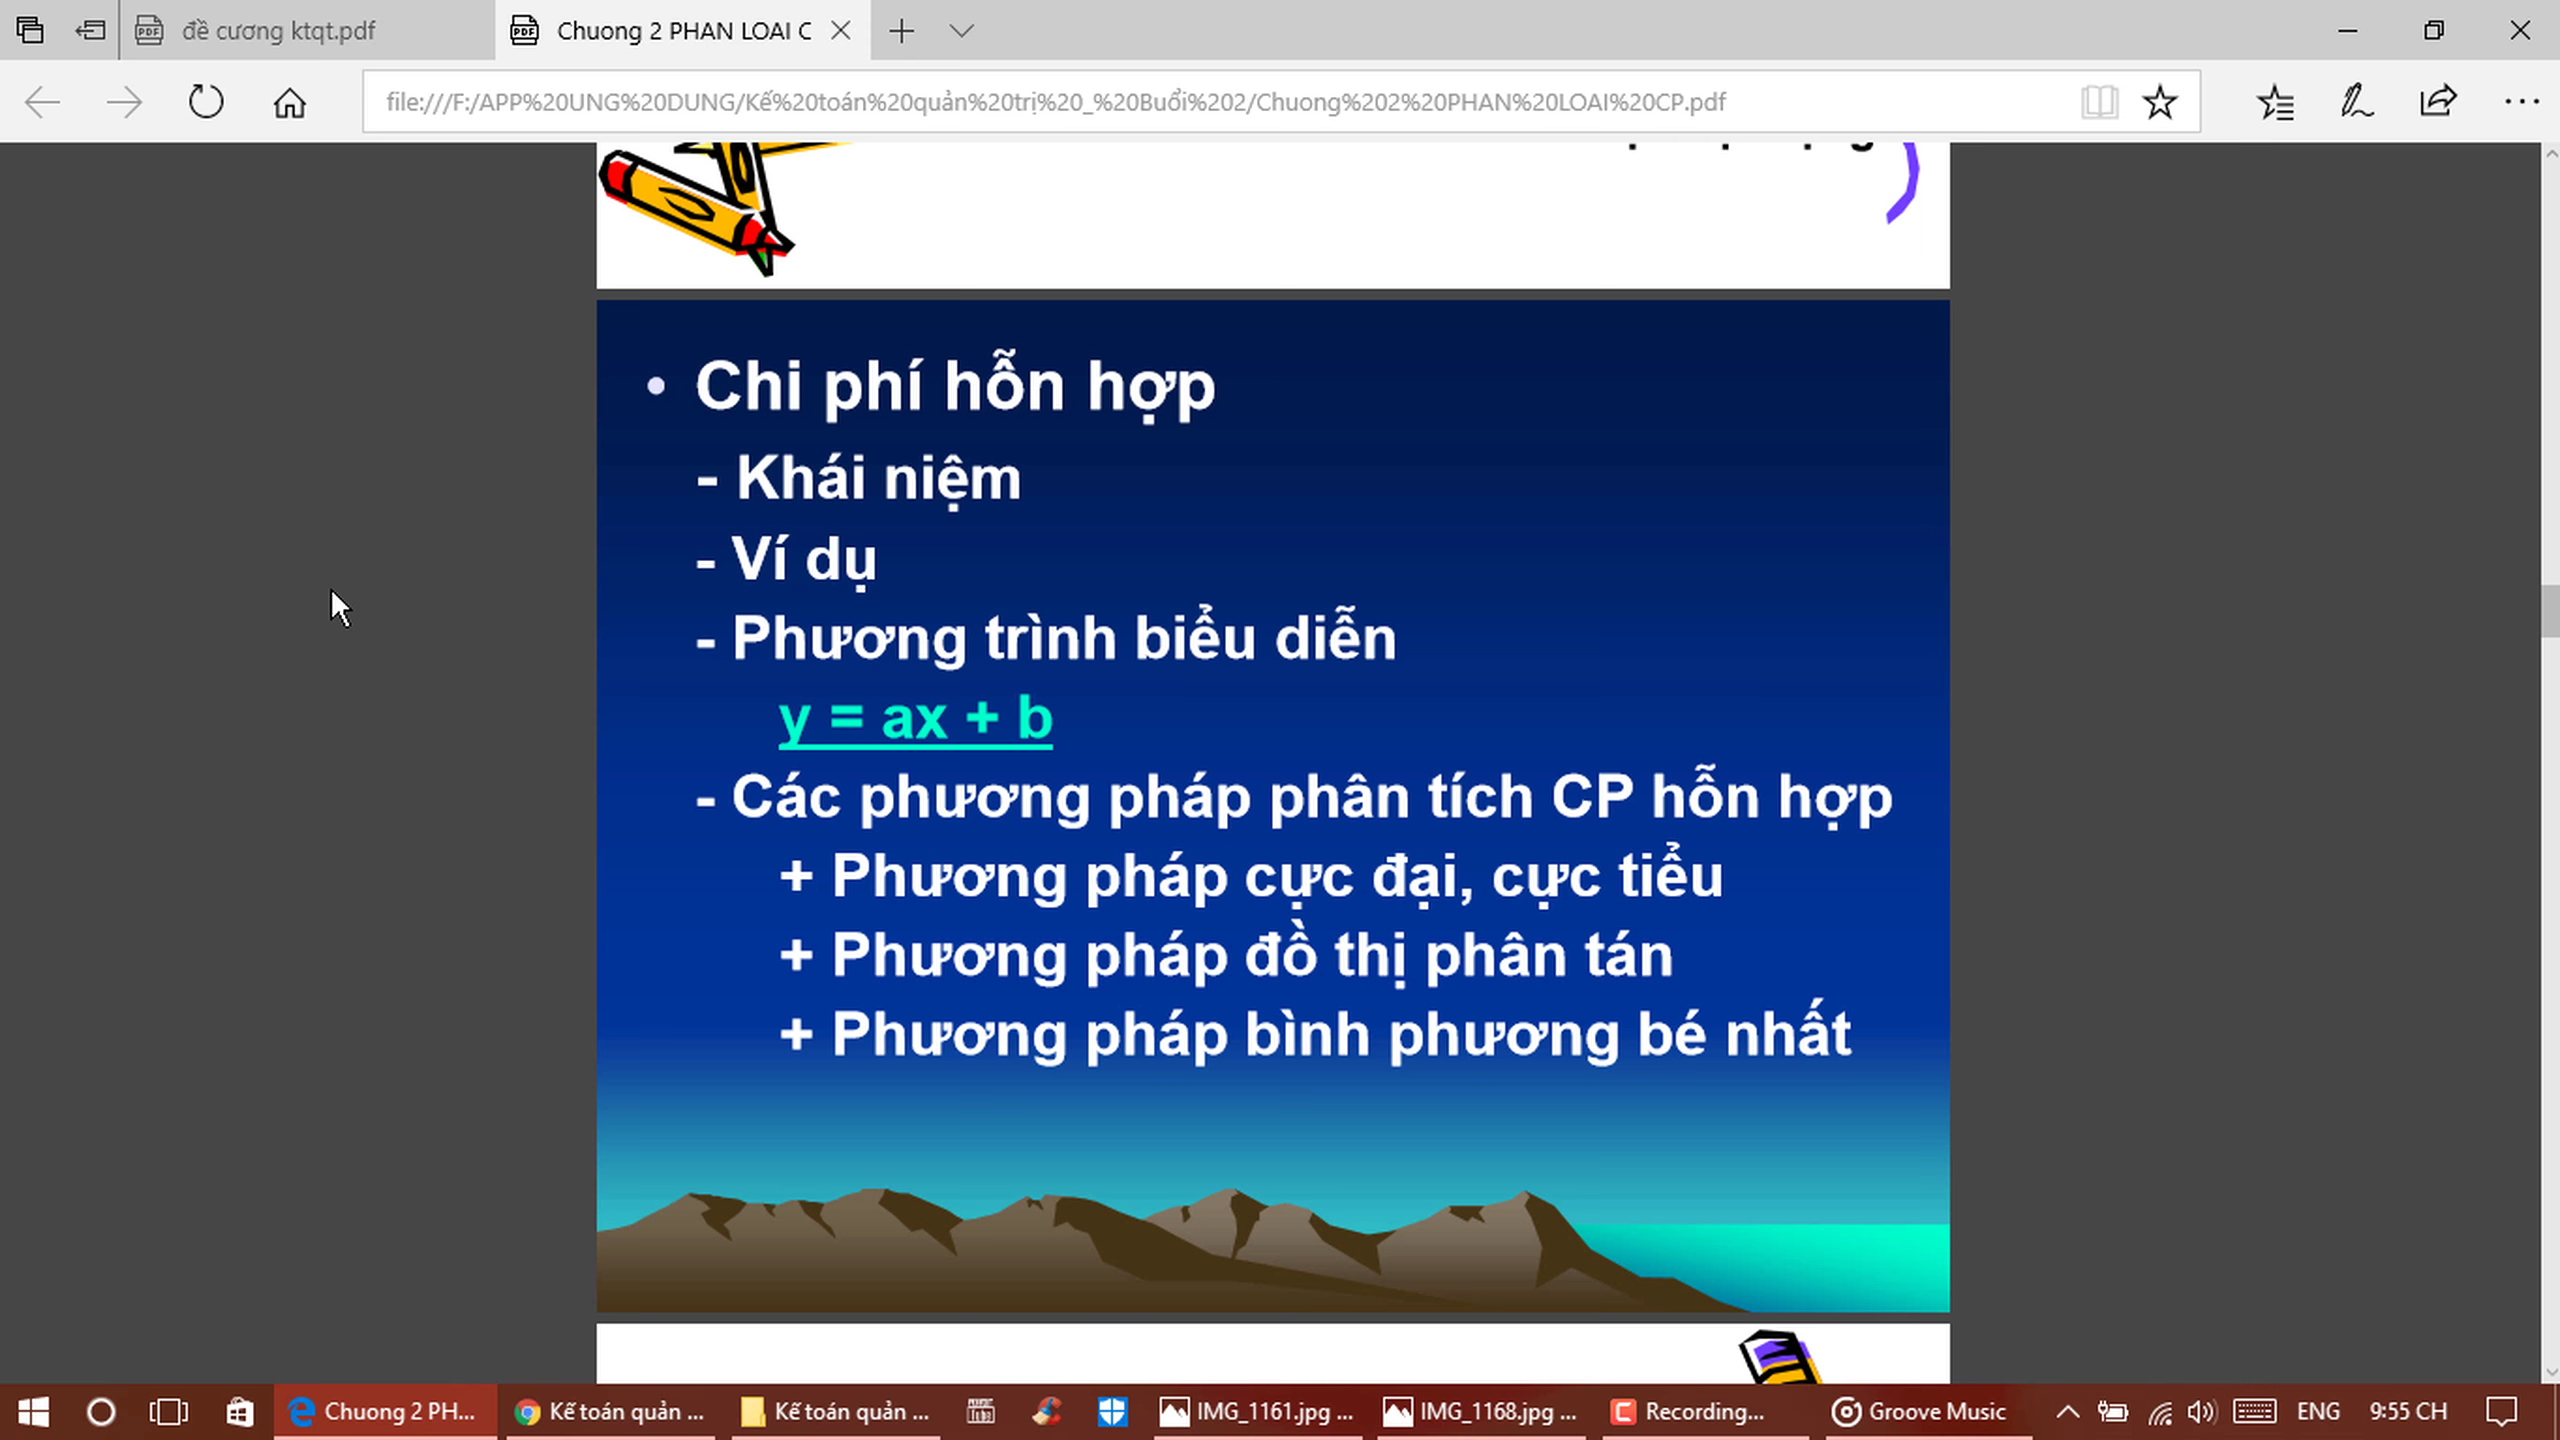 đề cương ktqt.pdf
Chuong 2 PHAN LOAI C
file:///F:/APP%20UNG%20DUNG/Kế%20toán%20quản%20trị%20_%20Buổi%202/Chuong%202%20PHAN%20LOAI%20CP.pdf
• Chi phí hỗn hợp
- Khái niệm
- Ví dụ
- Phương trình biểu diễn
y = ax + b
- Các phương pháp phân tích CP hỗn hợp
+ Phương pháp cực đại, cực tiểu
+ Phương pháp đồ thị phân tán
+ Phương pháp bình phương bé nhất
Chuong 2 PH...
Kế toán quản ...
Kế toán quản ...
IMG_1161.jpg ...
IMG_1168.jpg ...
Recording...
Groove Music
ENG
9:55 CH